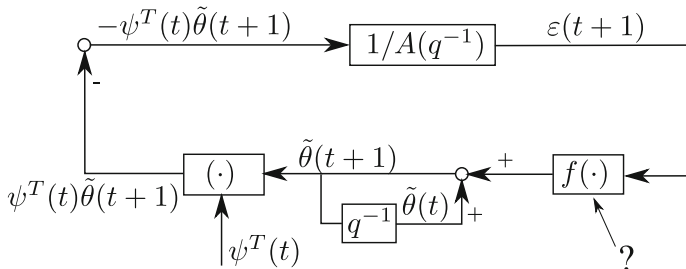 −ψ^T(t)θ̃(t+1)
1/A(q^{−1})
ε(t+1)
-
ψ^T(t)θ̃(t+1)
(·)
θ̃(t+1)
+
f(·)
q^{−1}
θ̃(t)
+
ψ^T(t)
?